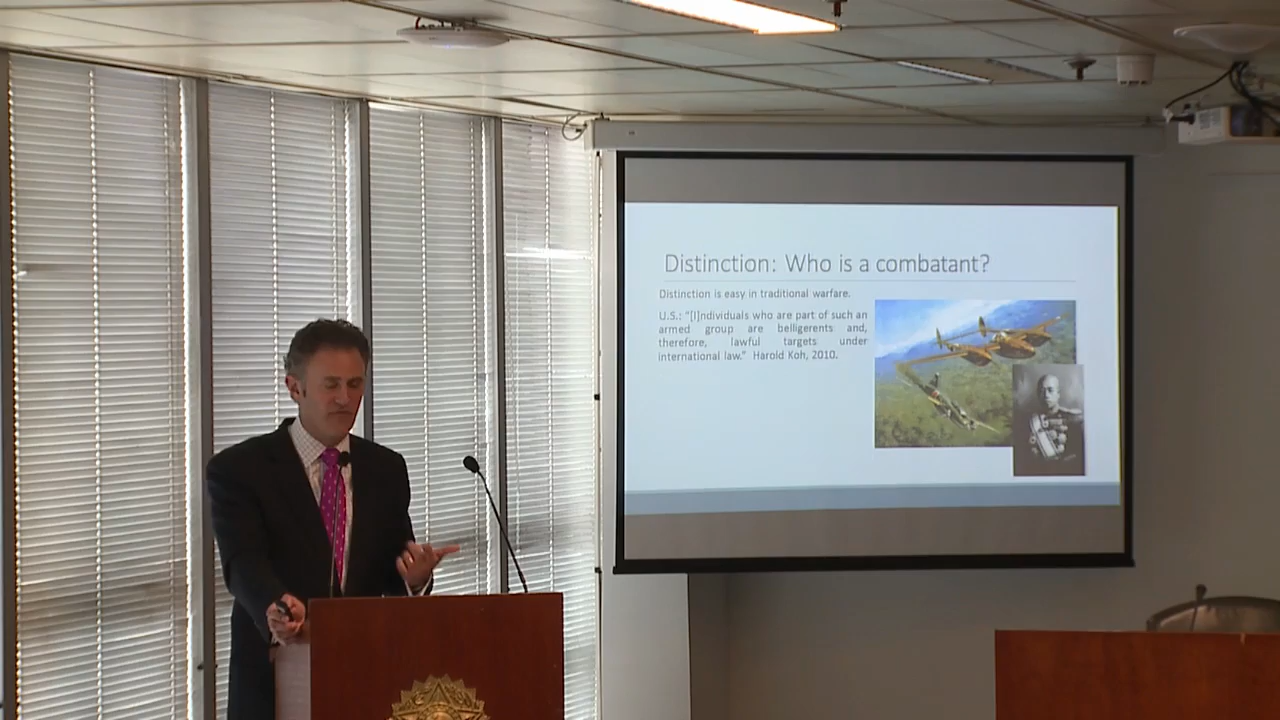 Distinction: Who is a combatant?
Distinction is easy in traditional warfare.
U.S.: "[I]ndividuals who are part of such an
armed group are belligerents and,
therefore, lawful targets under
international law." Harold Koh, 2010.